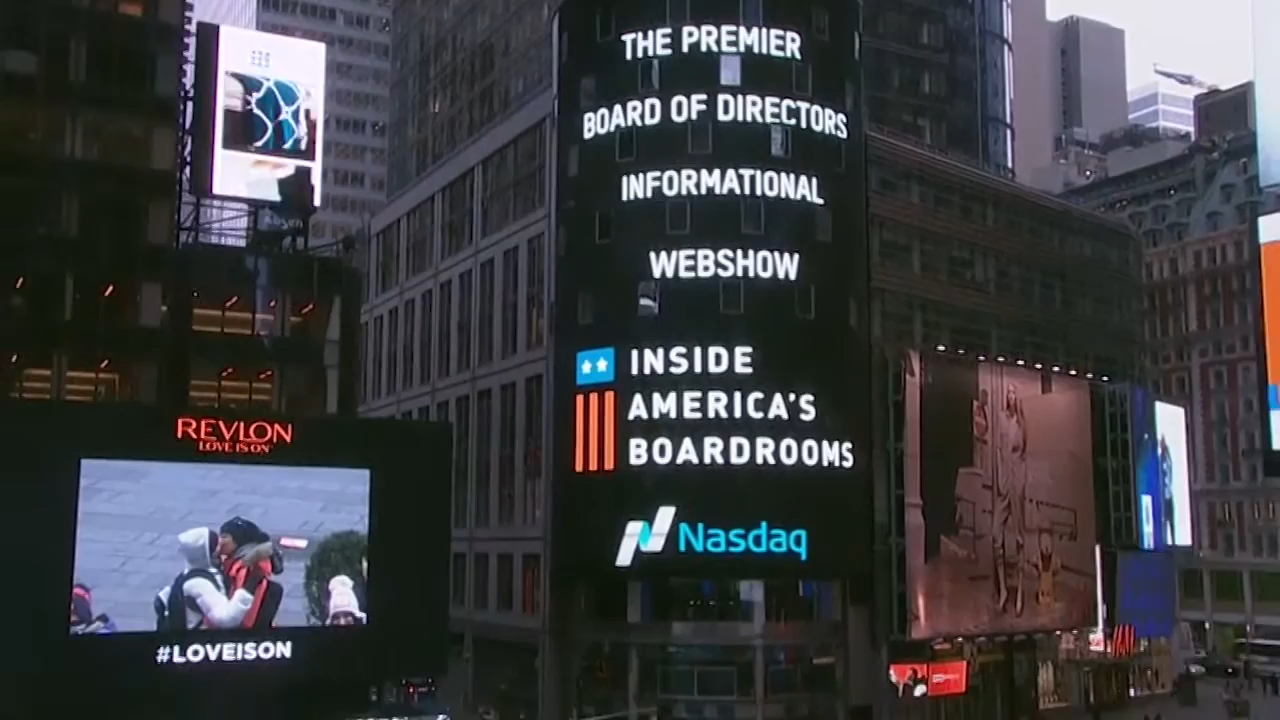 THE PREMIER
BOARD OF DIRECTORS
INFORMATIONAL
WEBSHOW
INSIDE
AMERICA'S
BOARDROOMS
Nasdaq
REVLON
LOVE IS ON
#LOVEISON